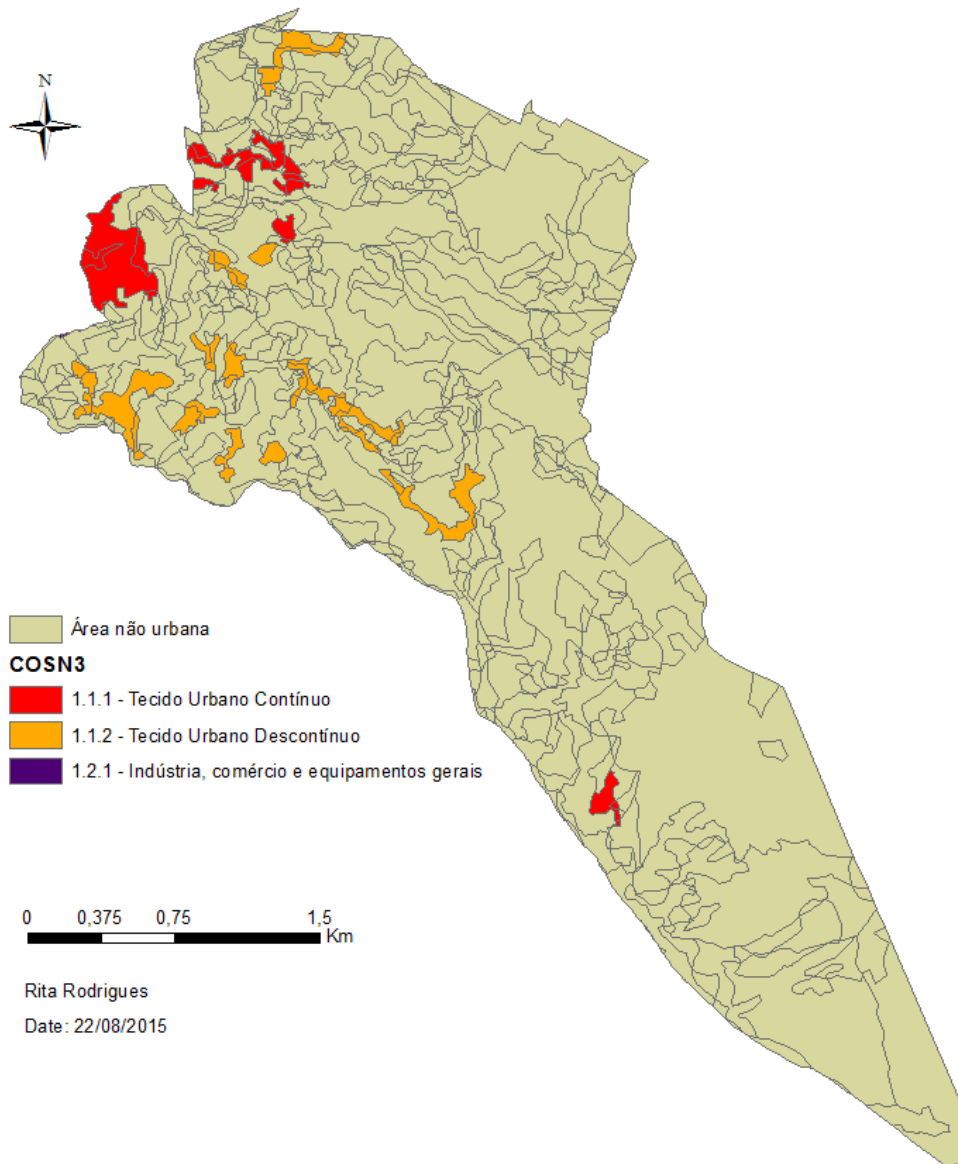 N
Área não urbana
COSN3
1.1.1 - Tecido Urbano Contínuo
1.1.2 - Tecido Urbano Descontínuo
1.2.1 - Indústria, comércio e equipamentos gerais
0 0,375 0,75 1,5
Km
Rita Rodrigues
Date: 22/08/2015